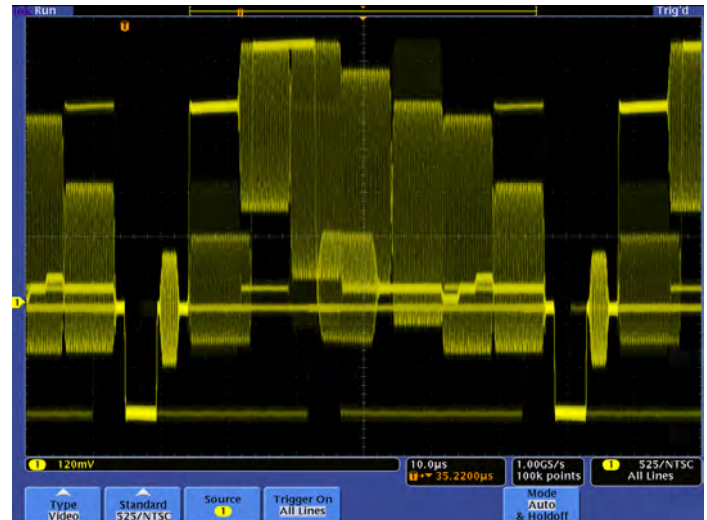 Tek Run
Trig'd
T
T
1
1 120mV
10.0µs
T→▼ 35.2200µs
1.00GS/s
100k points
1 525/NTSC
All Lines
Type
Video
Standard
525/NTSC
Source
1
Trigger On
All Lines
Mode
Auto
& Holdoff